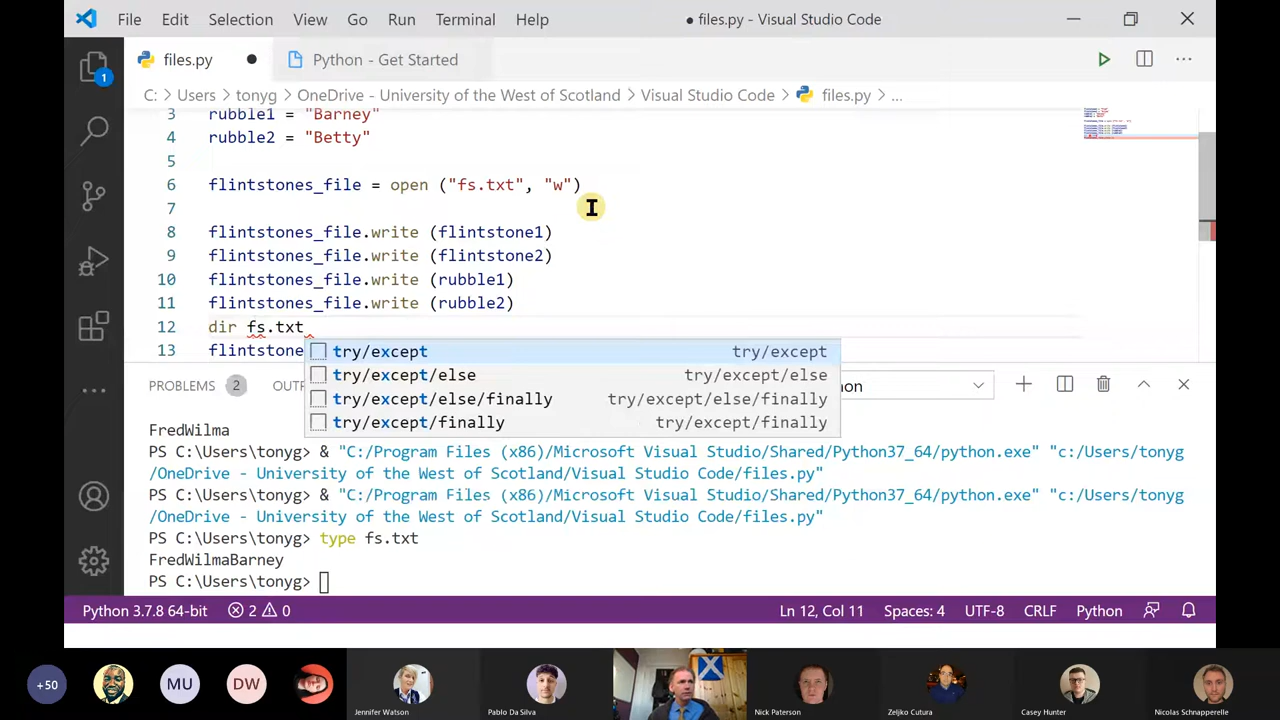 File Edit Selection View Go Run Terminal Help ● files.py - Visual Studio Code
files.py Python - Get Started
C: > Users > tonyg > OneDrive - University of the West of Scotland > Visual Studio Code > files.py > ...
1
3 rubble1 = "Barney"
4 rubble2 = "Betty"
5
6 flintstones_file = open ("fs.txt", "w")
7
8 flintstones_file.write (flintstone1)
9 flintstones_file.write (flintstone2)
10 flintstones_file.write (rubble1)
11 flintstones_file.write (rubble2)
12 dir fs.txt
13 flintstone
try/except try/except
try/except/else try/except/else
try/except/else/finally try/except/else/finally
try/except/finally try/except/finally
PROBLEMS 2 OUT
FredWilma
PS C:\Users\tonyg> & "C:/Program Files (x86)/Microsoft Visual Studio/Shared/Python37_64/python.exe" "c:/Users/tonyg
/OneDrive - University of the West of Scotland/Visual Studio Code/files.py"
PS C:\Users\tonyg> & "C:/Program Files (x86)/Microsoft Visual Studio/Shared/Python37_64/python.exe" "c:/Users/tonyg
/OneDrive - University of the West of Scotland/Visual Studio Code/files.py"
PS C:\Users\tonyg> type fs.txt
FredWilmaBarney
PS C:\Users\tonyg>
Python 3.7.8 64-bit 2 0 Ln 12, Col 11 Spaces: 4 UTF-8 CRLF Python
+50 MU DW
Jennifer Watson Pablo Da Silva Nick Paterson Zeljko Cutura Casey Hunter Nicolas Schnapperelle